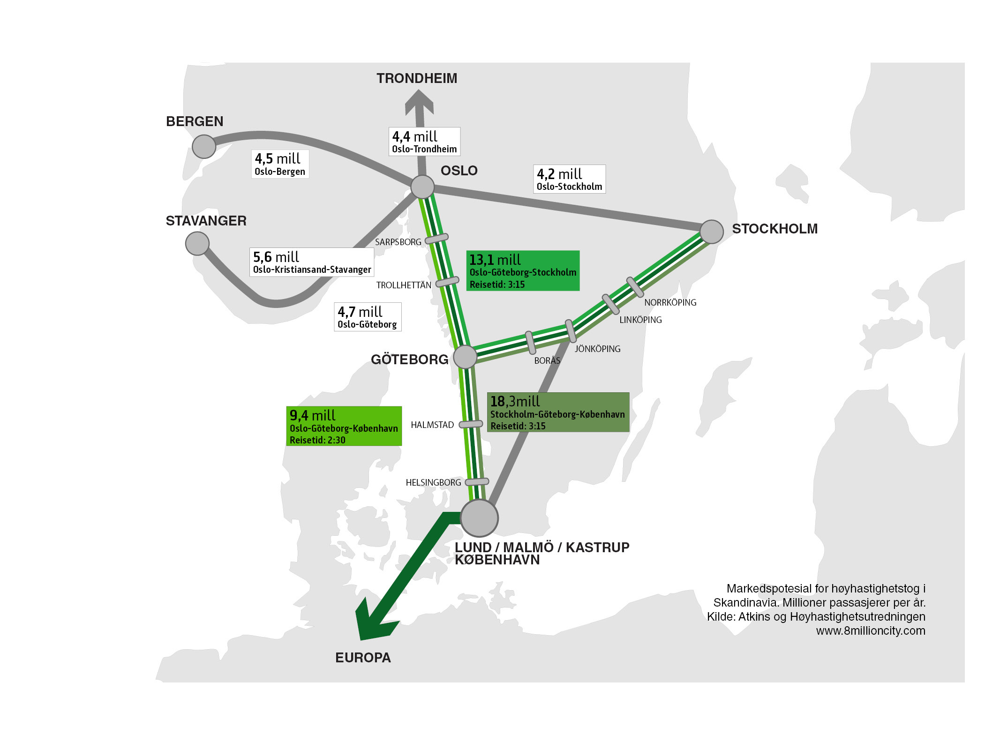 TRONDHEIM
BERGEN
4,4 mill
Oslo-Trondheim
4,5 mill
Oslo-Bergen
OSLO
4,2 mill
Oslo-Stockholm
STAVANGER
STOCKHOLM
5,6 mill
Oslo-Kristiansand-Stavanger
SARPSBORG
13,1 mill
Oslo-Göteborg-Stockholm
Reisetid: 3:15
TROLLHETTÄN
NORRKÖPING
4,7 mill
Oslo-Göteborg
LINKÖPING
JÖNKÖPING
GÖTEBORG
BORÅS
18,3mill
Stockholm-Göteborg-København
Reisetid: 3:15
9,4 mill
Oslo-Göteborg-København
Reisetid: 2:30
HALMSTAD
HELSINGBORG
LUND / MALMÖ / KASTRUP
KØBENHAVN
EUROPA
Markedspotesial for høyhastighetstog i
Skandinavia. Millioner passasjerer per år.
Kilde: Atkins og Høyhastighetsutredningen
www.8millioncity.com